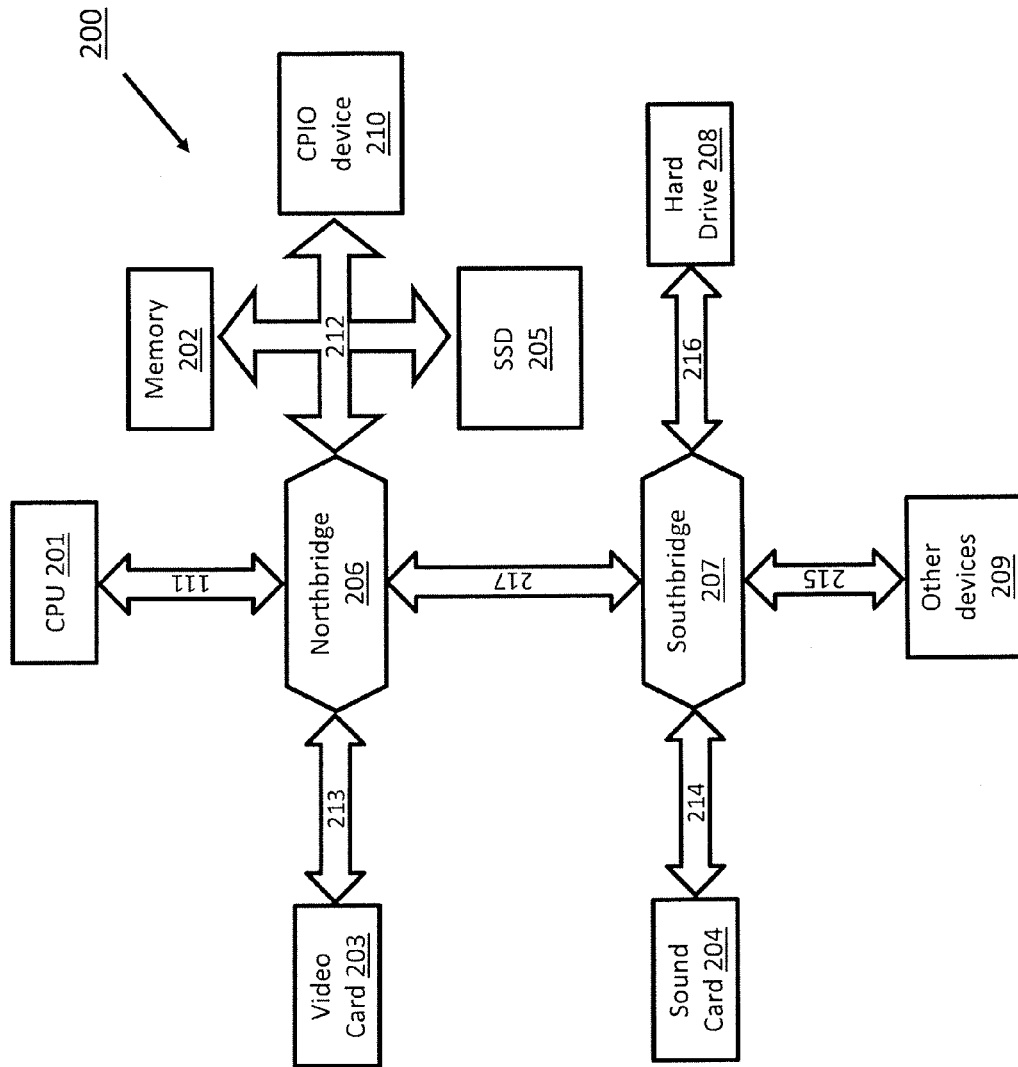 200
CPU 201
111
Memory
202
CPIO
device
210
212
Northbridge
206
213
Video
Card 203
SSD
205
217
Southbridge
207
216
Hard
Drive 208
214
Sound
Card 204
215
Other
devices
209